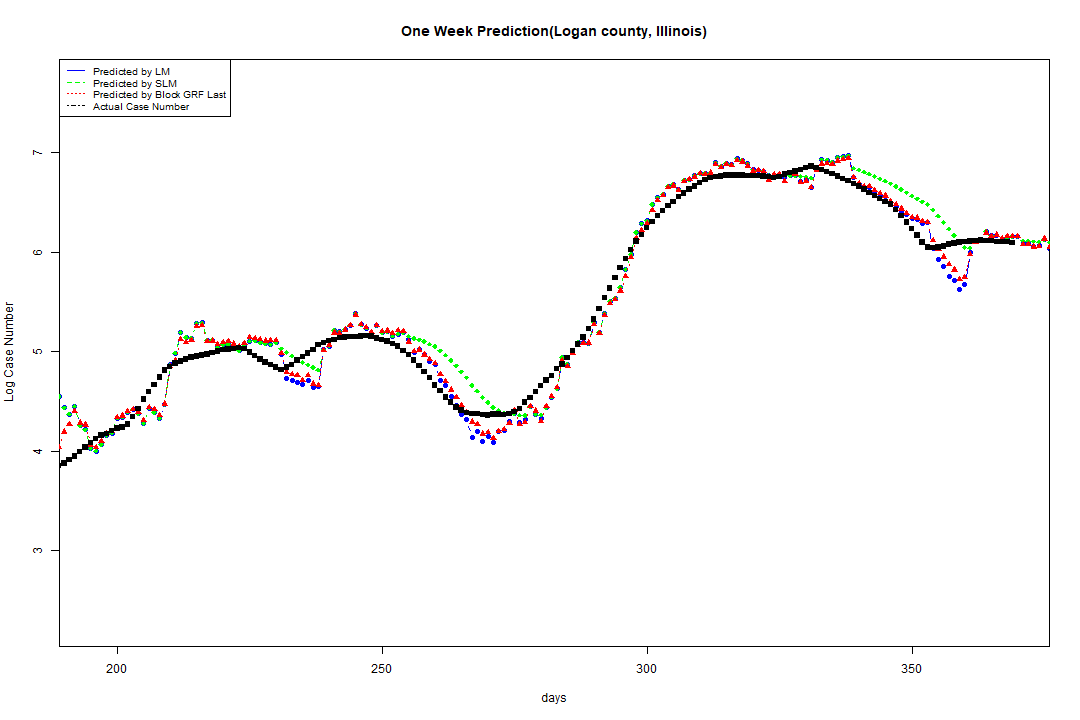 One Week Prediction(Logan county, Illinois)
Predicted by LM
Predicted by SLM
Predicted by Block GRF Last
Actual Case Number
7
6
5
4
3
Log Case Number
200 250 300 350
days